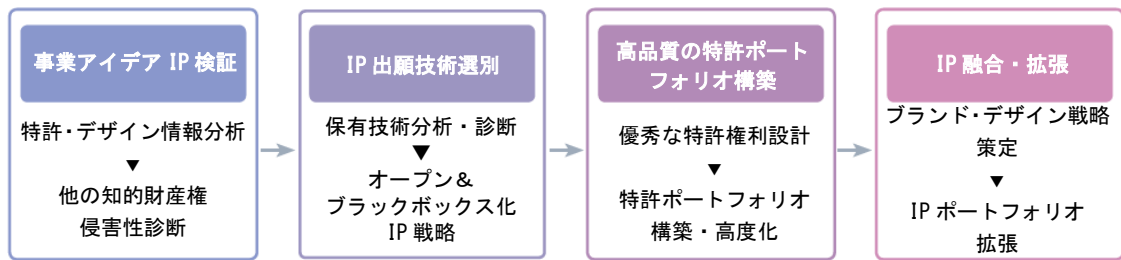 事業アイデア IP 検証
特許・デザイン情報分析
▼
他の知的財産権
侵害性診断
IP 出願技術選別
保有技術分析・診断
▼
オープン&
ブラックボックス化
IP 戦略
高品質の特許ポート
フォリオ構築
優秀な特許権利設計
▼
特許ポートフォリオ
構築・高度化
IP 融合・拡張
ブランド・デザイン戦略
策定
▼
IP ポートフォリオ
拡張